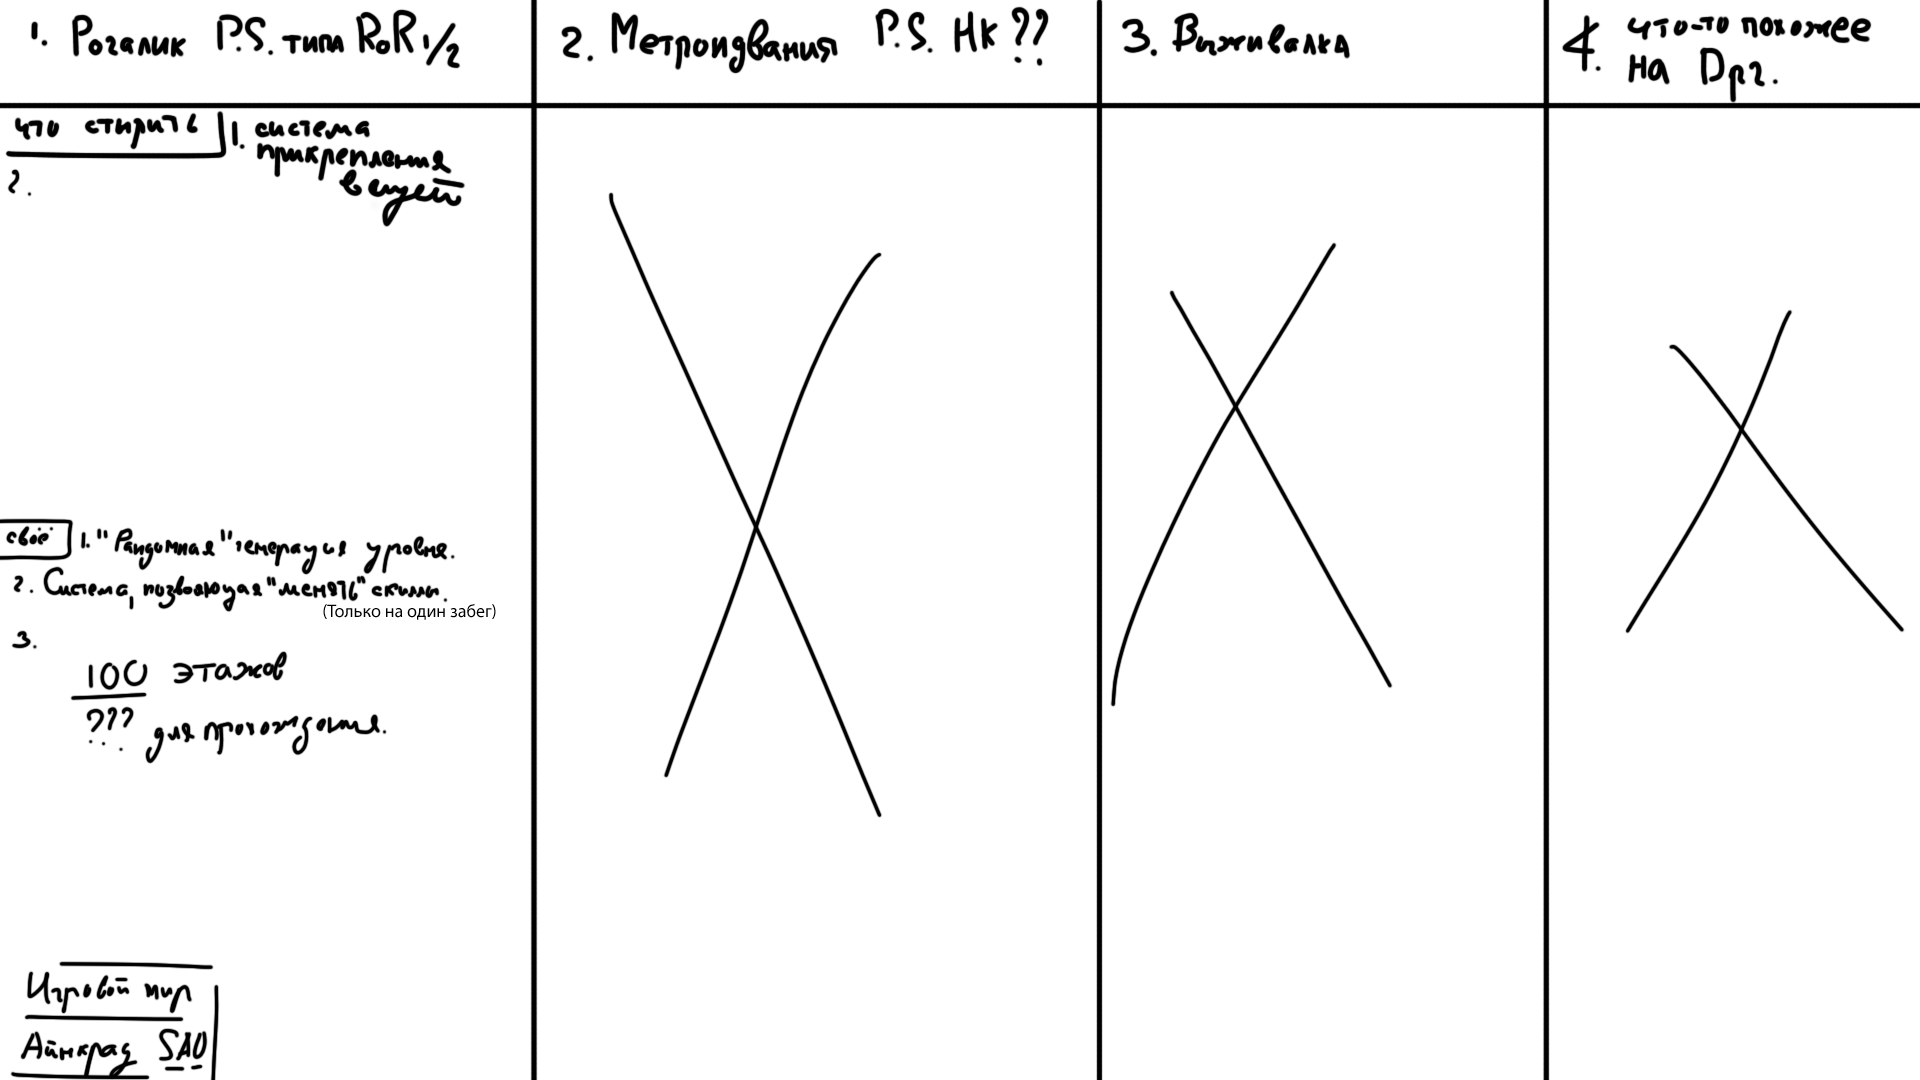 1. Рогалик P.S. типа RoR 1/2
2. Метроидвания P.S. HK ??
3. Выживалка
4. что-то похожее
на Dрг.
что стирить
1. система
прикрепления
вещей
2.
своё
1. "Рандомная" генерация уровня.
2. Система, позволяющая "менять" скиллы.
(Только на один забег)
3.
100 этажов
??? для прохождения.
Игровой мир
Айнкрад SAO